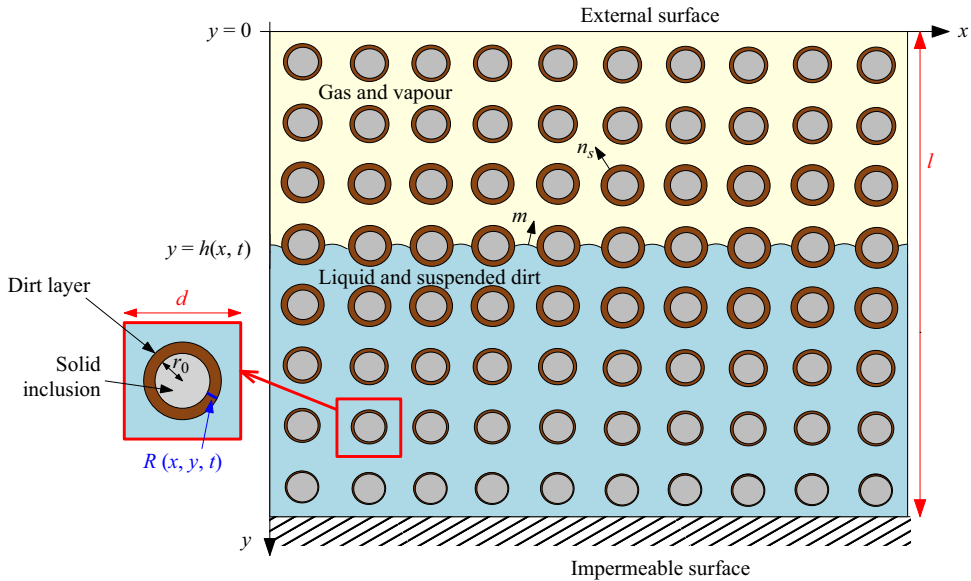 External surface
y = 0
x
Gas and vapour
n_s
l
m
y = h(x, t)
Liquid and suspended dirt
Dirt layer
d
r_0
Solid
inclusion
R (x, y, t)
y
Impermeable surface